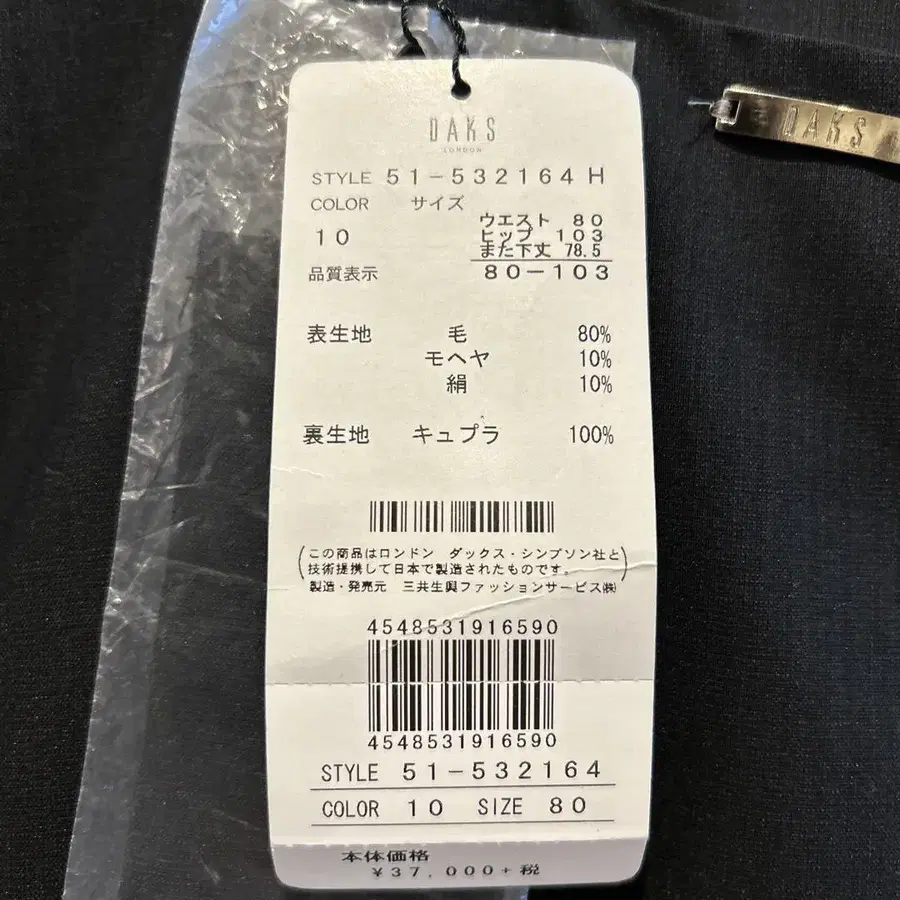 DAKS
LONDON
DAKS
STYLE 51-532164 H
COLOR サイズ
10
ウエスト 80
ヒップ 103
また下丈 78.5
80-103
品質表示
表生地 毛 80%
モヘヤ 10%
絹 10%
裏生地 キュプラ 100%
(この商品はロンドン ダックス・シンプソン社と
技術提携して日本で製造されたものです。)
製造・発売元 三共生興ファッションサービス㈱
4548531916590
4548531916590
STYLE 51-532164
COLOR 10 SIZE 80
本体価格
¥37,000+税